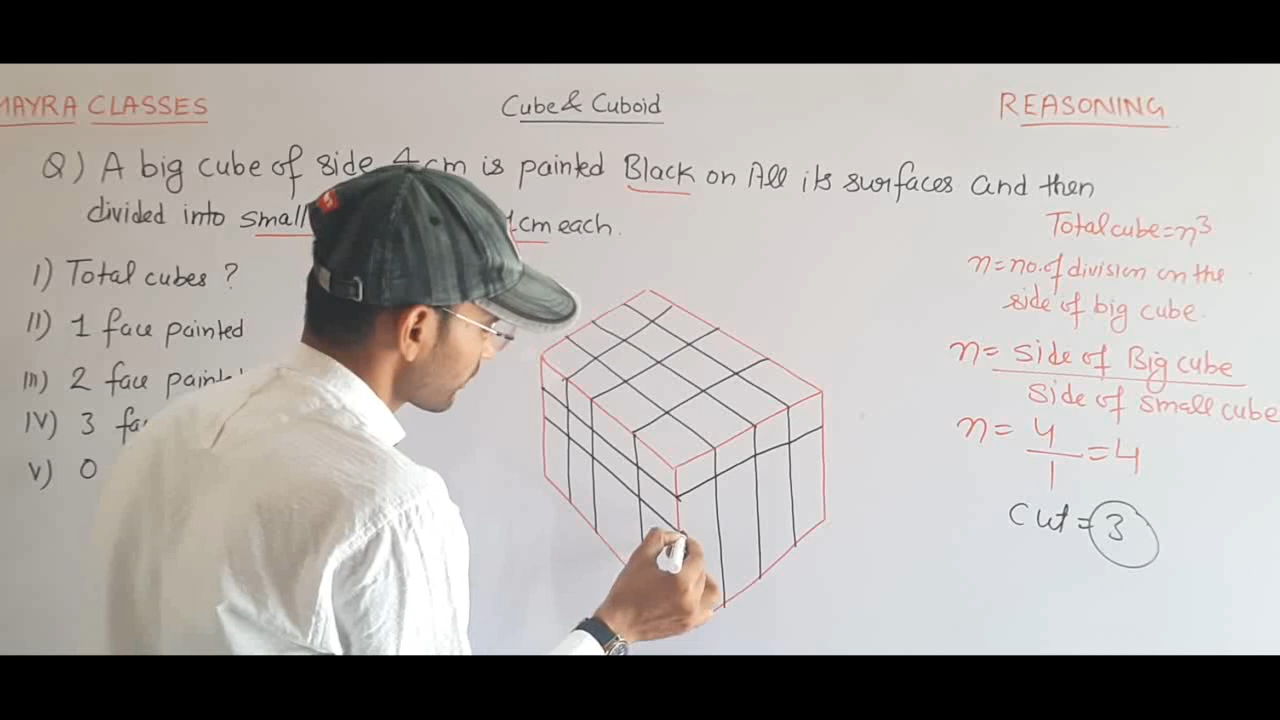 MAYRA CLASSES
Cube & Cuboid
REASONING
Q) A big cube of side 4 cm is painted Black on All its surfaces and then
divided into small 1cm each.
I) Total cubes ?
II) 1 face painted
III) 2 face
IV) 3
V) 0
Total cube = n³
n = no. of division on the
side of big cube.
n = side of Big cube
side of small cube
n = 4
1
= 4
Cut = 3